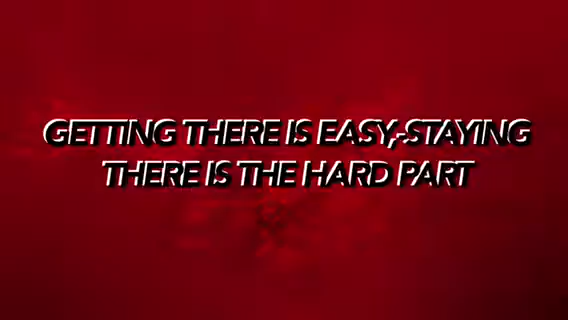 GETTING THERE IS EASY,-STAYING
THERE IS THE HARD PART